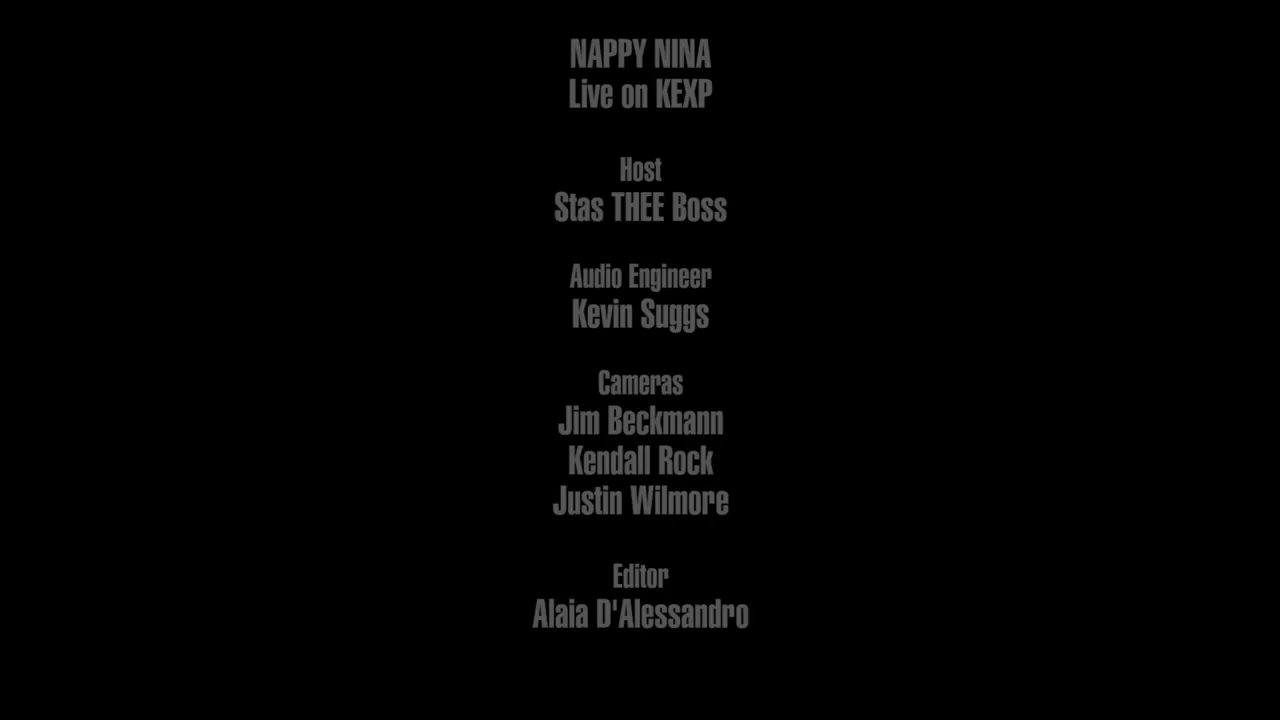 NAPPY NINA
Live on KEXP
Host
Stas THEE Boss
Audio Engineer
Kevin Suggs
Cameras
Jim Beckmann
Kendall Rock
Justin Wilmore
Editor
Alaia D'Alessandro